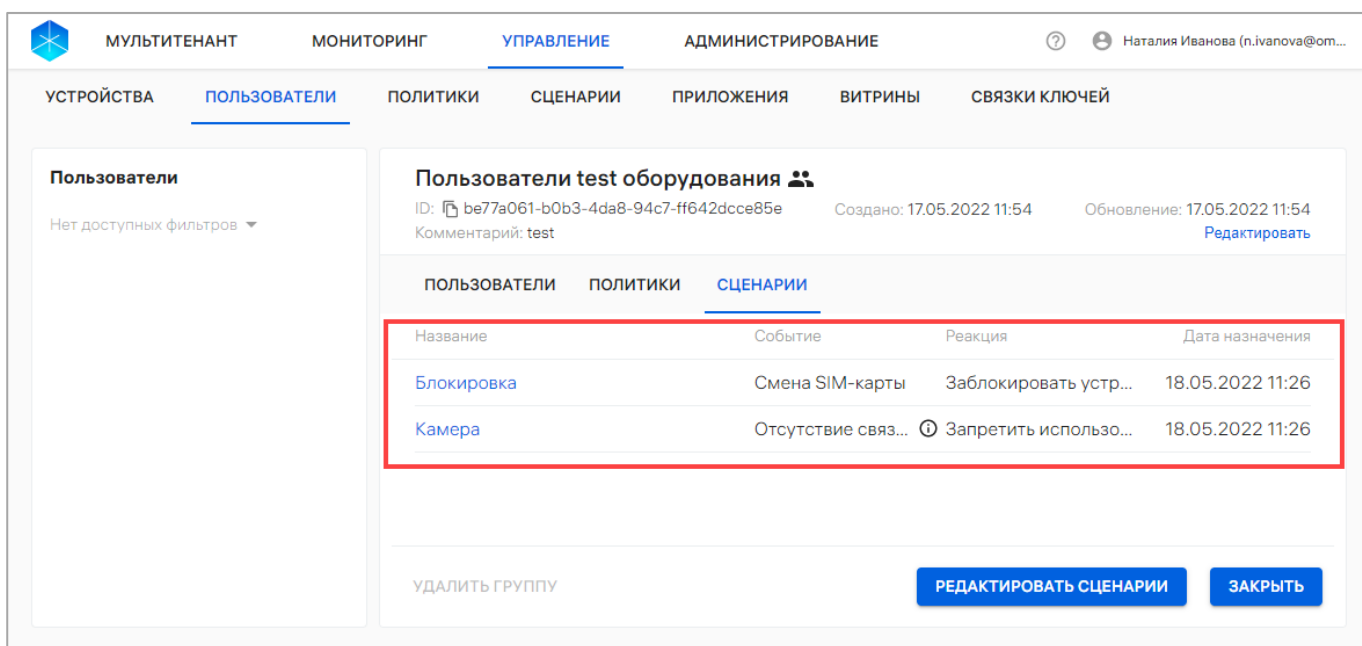 МУЛЬТИТЕНАНТ МОНИТОРИНГ УПРАВЛЕНИЕ АДМИНИСТРИРОВАНИЕ ? Наталия Иванова (n.ivanova@om...
УСТРОЙСТВА ПОЛЬЗОВАТЕЛИ ПОЛИТИКИ СЦЕНАРИИ ПРИЛОЖЕНИЯ ВИТРИНЫ СВЯЗКИ КЛЮЧЕЙ
Пользователи
Нет доступных фильтров
Пользователи test оборудования
ID: be77a061-b0b3-4da8-94c7-ff642dcce85e Создано: 17.05.2022 11:54 Обновление: 17.05.2022 11:54
Комментарий: test Редактировать
ПОЛЬЗОВАТЕЛИ ПОЛИТИКИ СЦЕНАРИИ
Название Событие Реакция Дата назначения
Блокировка Смена SIM-карты Заблокировать устр... 18.05.2022 11:26
Камера Отсутствие связ... Запретить использо... 18.05.2022 11:26
УДАЛИТЬ ГРУППУ РЕДАКТИРОВАТЬ СЦЕНАРИИ ЗАКРЫТЬ